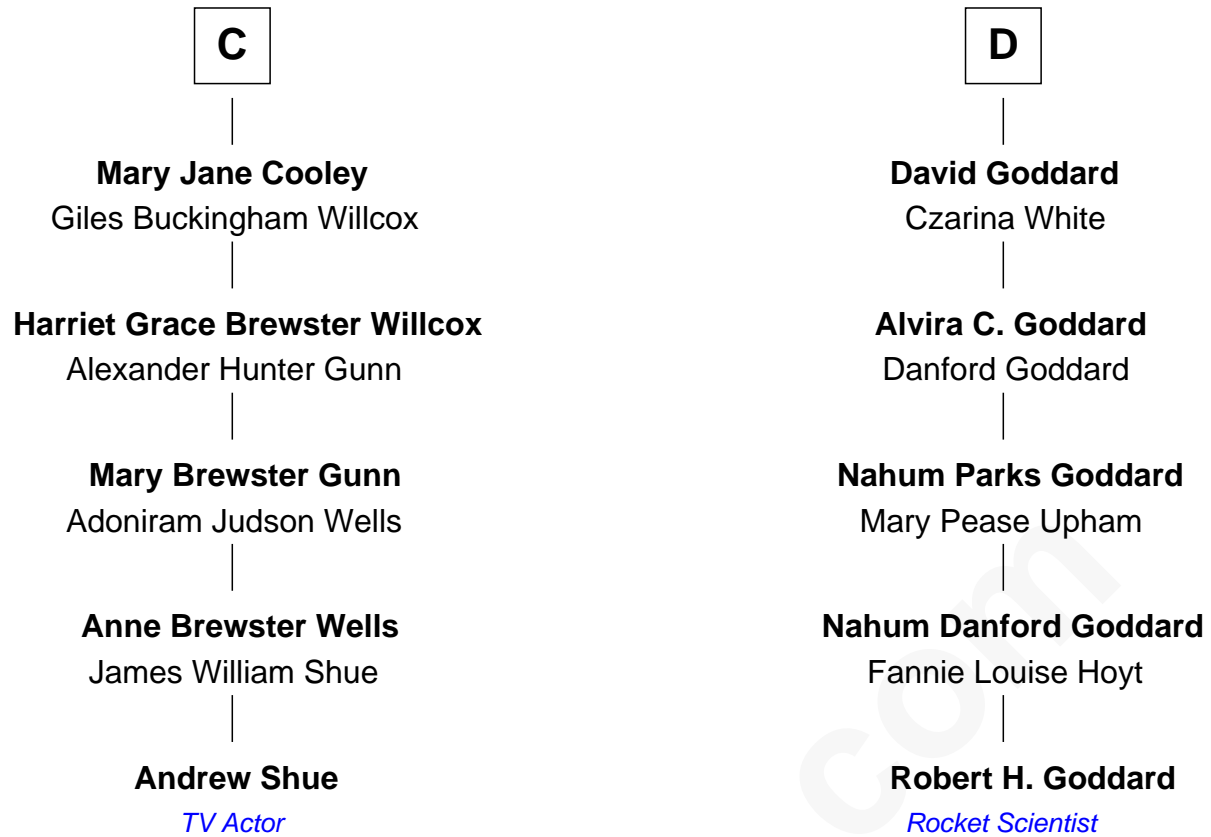 C
Mary Jane Cooley
Giles Buckingham Willcox
Harriet Grace Brewster Willcox
Alexander Hunter Gunn
Mary Brewster Gunn
Adoniram Judson Wells
Anne Brewster Wells
James William Shue
Andrew Shue
TV Actor
D
David Goddard
Czarina White
Alvira C. Goddard
Danford Goddard
Nahum Parks Goddard
Mary Pease Upham
Nahum Danford Goddard
Fannie Louise Hoyt
Robert H. Goddard
Rocket Scientist
com